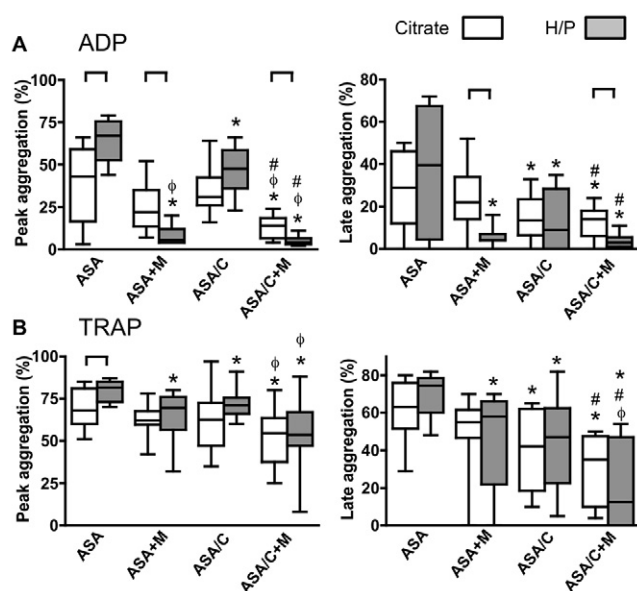 Citrate H/P
A ADP
Peak aggregation (%)
100
75
50
25
0
* ϕ * # ϕ * # ϕ *
ASA ASA+M ASA/C ASA/C+M
Late aggregation (%)
80
60
40
20
0
* * # * # *
ASA ASA+M ASA/C ASA/C+M
B TRAP
Peak aggregation (%)
100
75
50
25
0
* * ϕ * ϕ *
ASA ASA+M ASA/C ASA/C+M
Late aggregation (%)
80
60
40
20
0
* * * # * * # ϕ
ASA ASA+M ASA/C ASA/C+M